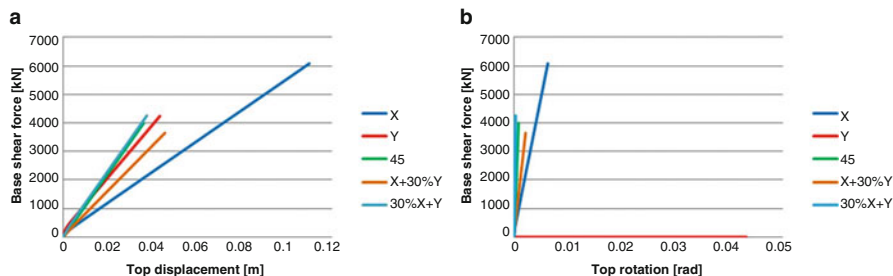 a
7000
6000
5000
4000
3000
2000
1000
0
Base shear force [kN]
0 0.02 0.04 0.06 0.08 0.1 0.12
Top displacement [m]
X
Y
45
X+30%Y
30%X+Y
b
7000
6000
5000
4000
3000
2000
1000
0
Base shear force [kN]
0 0.01 0.02 0.03 0.04 0.05
Top rotation [rad]
X
Y
45
X+30%Y
30%X+Y